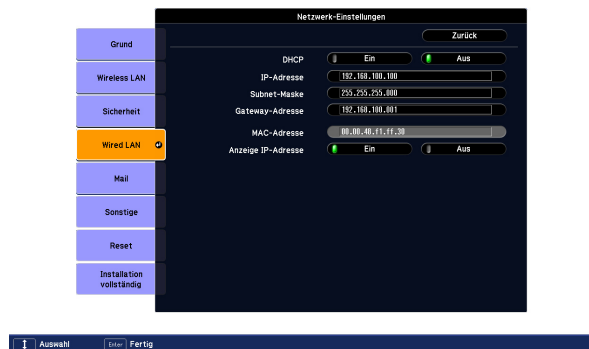 Netzwerk-Einstellungen
Zurück
Grund
Wireless LAN
Sicherheit
Wired LAN
Mail
Sonstige
Reset
Installation
vollständig
DHCP Ein Aus
IP-Adresse 192.168.100.100
Subnet-Maske 255.255.255.000
Gateway-Adresse 192.168.100.001
MAC-Adresse 00.00.48.f1.ff.30
Anzeige IP-Adresse Ein Aus
Auswahl Enter Fertig